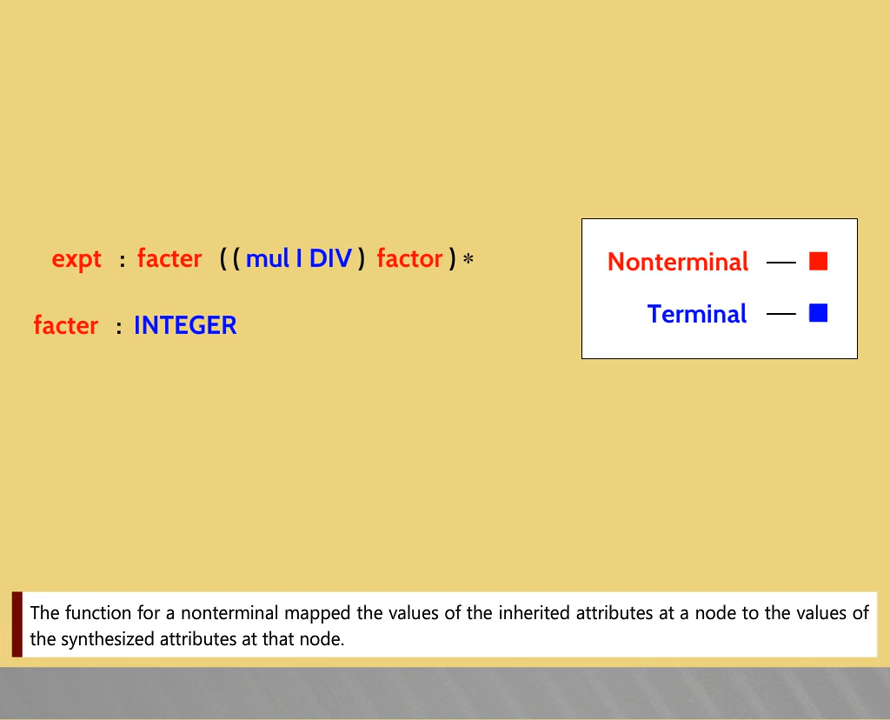 expt : facter ( ( mul I DIV ) factor ) *
facter : INTEGER
Nonterminal —
Terminal —
The function for a nonterminal mapped the values of the inherited attributes at a node to the values of
the synthesized attributes at that node.